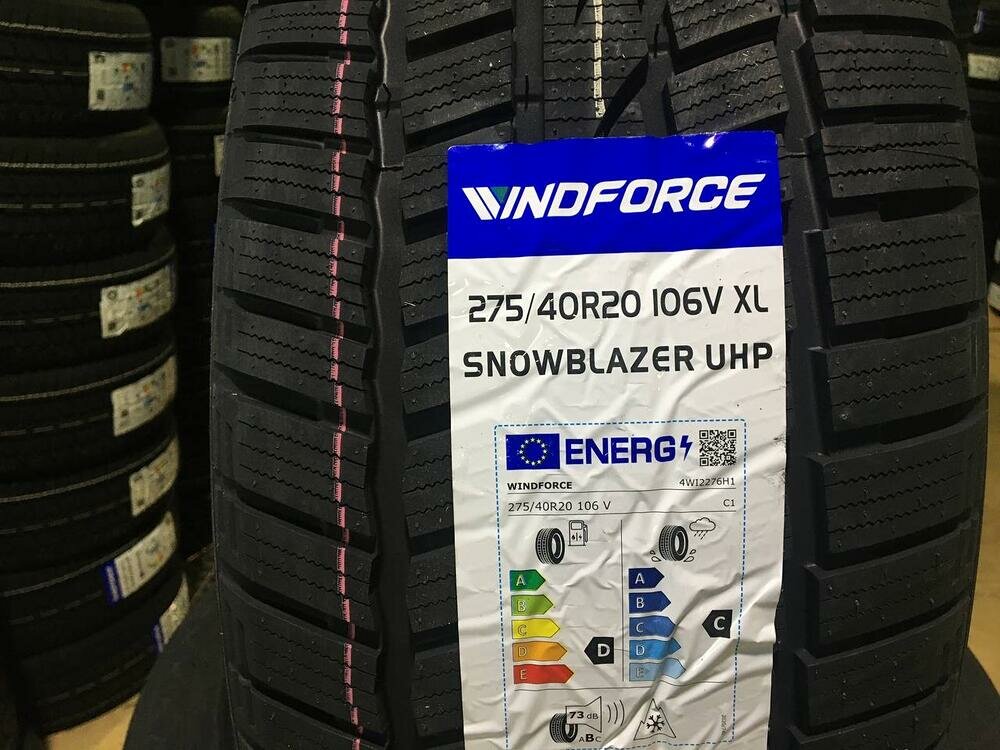 WINDFORCE
275/40R20 106V XL
SNOWBLAZER UHP
ENERG
WINDFORCE
4WI2276H1
275/40R20 106 V
C1
A
B
C
D
E
D
A
B
C
D
E
C
73 dB
ABC